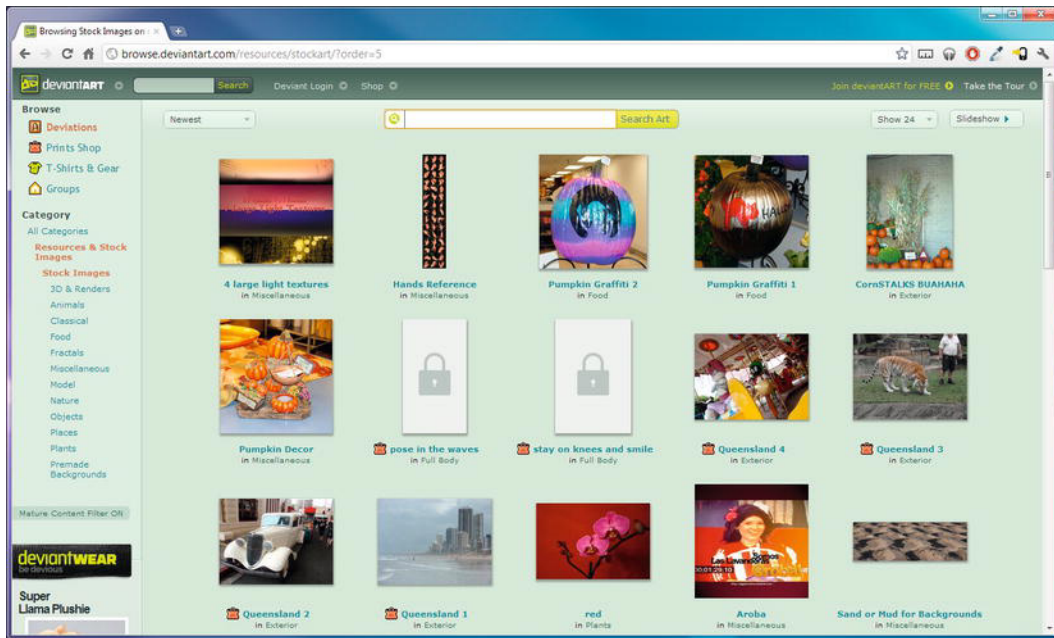 Browsing Stock Images on
browse.deviantart.com/resources/stockart/?order=5
deviantART
Search
Deviant Login
Shop
Join deviantART for FREE
Take the Tour
Browse
Deviations
Prints Shop
T-Shirts & Gear
Groups
Category
All Categories
Resources & Stock
Images
Stock Images
3D & Renders
Animals
Classical
Food
Fractals
Miscellaneous
Model
Nature
Objects
Places
Plants
Premade
Backgrounds
Mature Content Filter ON
deviantWEAR
be devious
Super
Llama Plushie
Newest
Search Art
Show 24
Slideshow
4 large light textures
in Miscellaneous
Hands Reference
in Miscellaneous
Pumpkin Graffiti 2
in Food
Pumpkin Graffiti 1
in Food
CornSTALKS BUAHAHA
in Exterior
Pumpkin Decor
in Miscellaneous
pose in the waves
in Full Body
stay on knees and smile
in Full Body
Queensland 4
in Exterior
Queensland 3
in Exterior
Somos
Las Lavanderas
00:01:29:10
Queensland 2
in Exterior
Queensland 1
in Exterior
red
in Plants
Aroba
in Miscellaneous
Sand or Mud for Backgrounds
in Miscellaneous